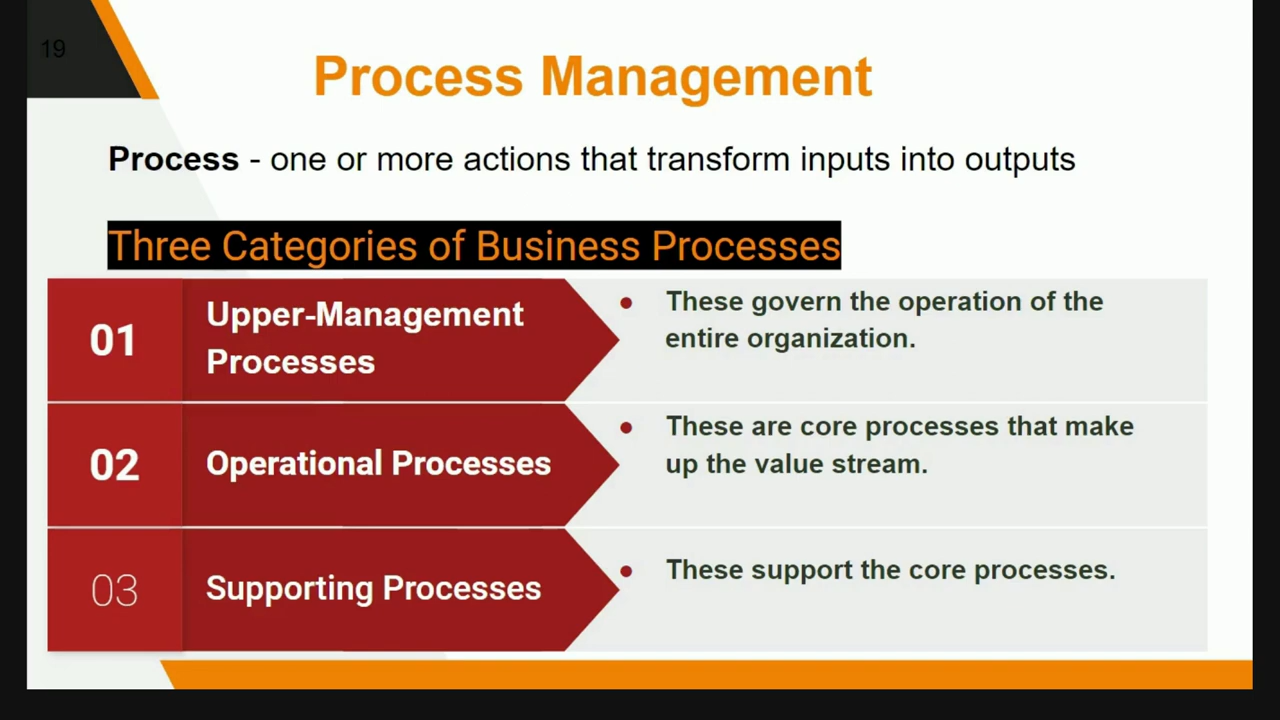 19
Process Management
Process - one or more actions that transform inputs into outputs
Three Categories of Business Processes
01
Upper-Management
Processes
• These govern the operation of the
entire organization.
02
Operational Processes
• These are core processes that make
up the value stream.
03
Supporting Processes
• These support the core processes.